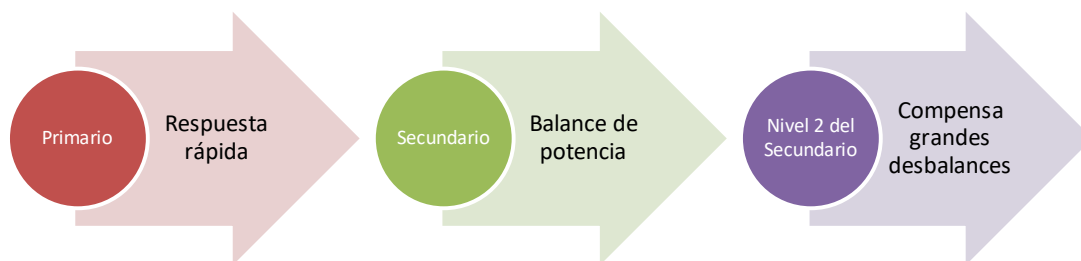 Primario
Respuesta
rápida
Secundario
Balance de
potencia
Nivel 2 del
Secundario
Compensa
grandes
desbalances